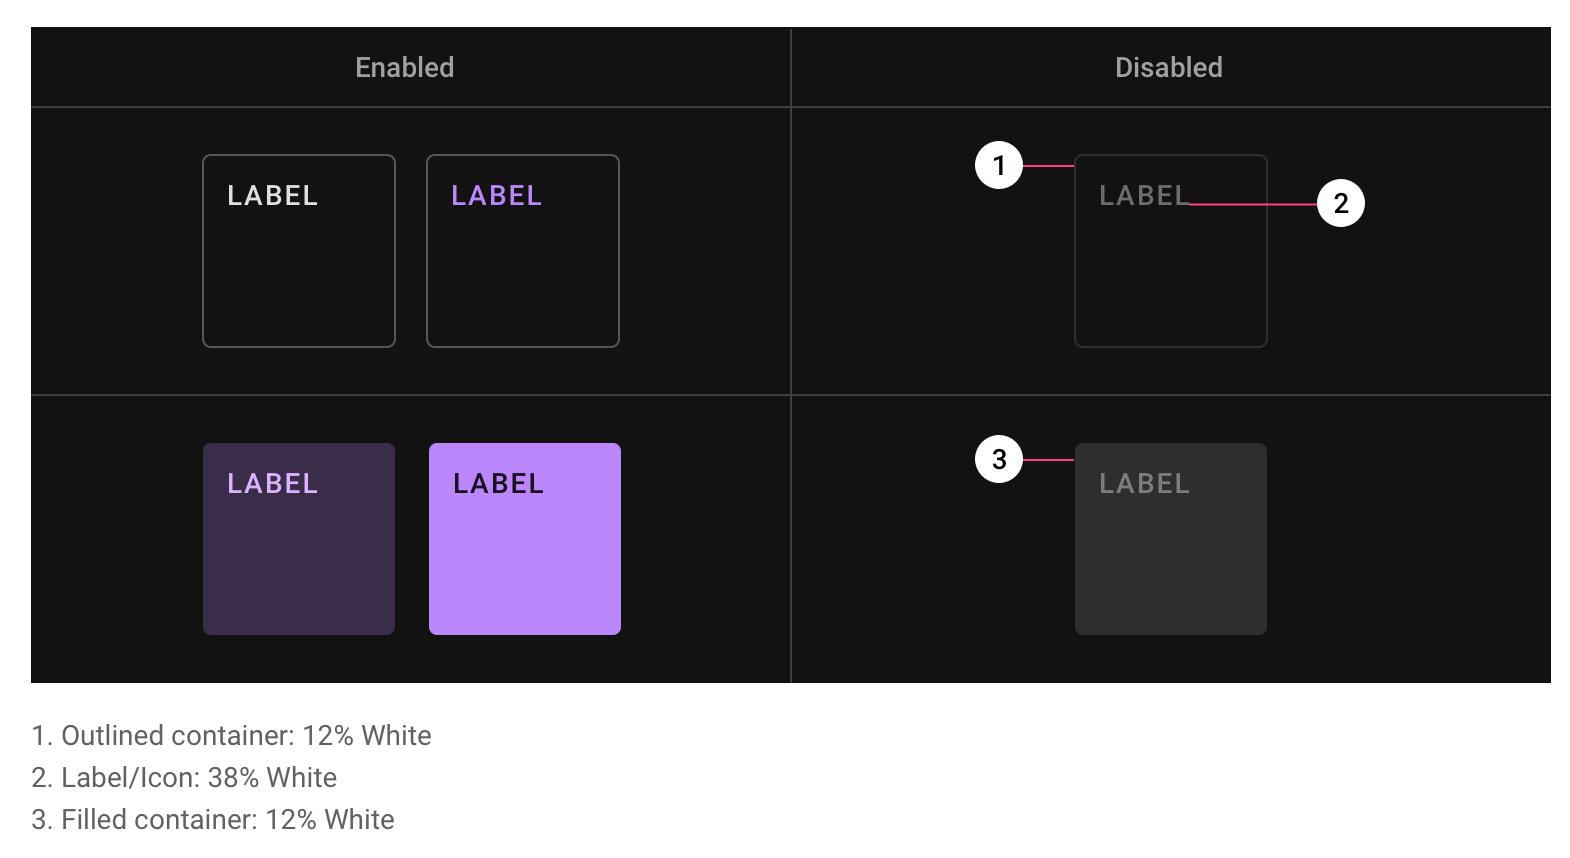 Enabled
Disabled
LABEL
LABEL
1
LABEL
2
LABEL
LABEL
3
LABEL
1. Outlined container: 12% White
2. Label/Icon: 38% White
3. Filled container: 12% White